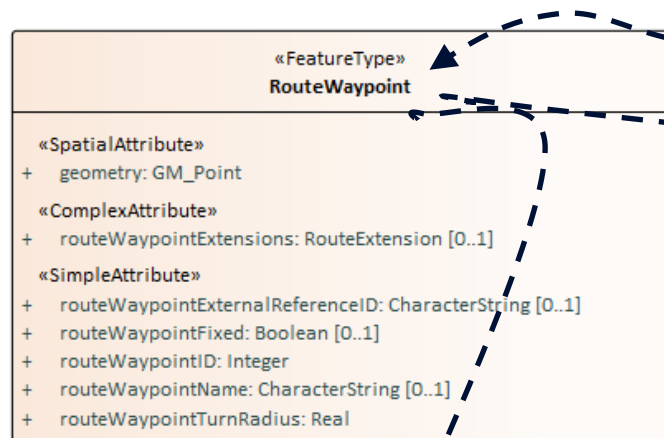 «FeatureType»
RouteWaypoint
«SpatialAttribute»
+ geometry: GM_Point
«ComplexAttribute»
+ routeWaypointExtensions: RouteExtension [0..1]
«SimpleAttribute»
+ routeWaypointExternalReferenceID: CharacterString [0..1]
+ routeWaypointFixed: Boolean [0..1]
+ routeWaypointID: Integer
+ routeWaypointName: CharacterString [0..1]
+ routeWaypointTurnRadius: Real